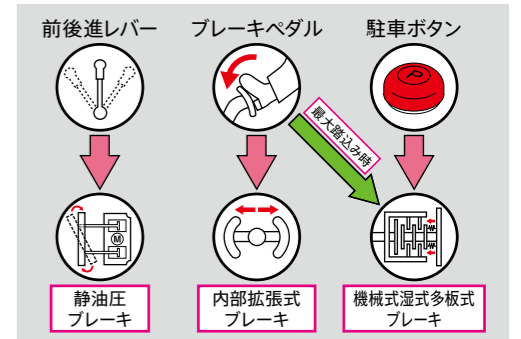 前後進レバー
ブレーキペダル
駐車ボタン
P
最大踏込み時
M
静油圧
ブレーキ
内部拡張式
ブレーキ
機械式湿式多板式
ブレーキ